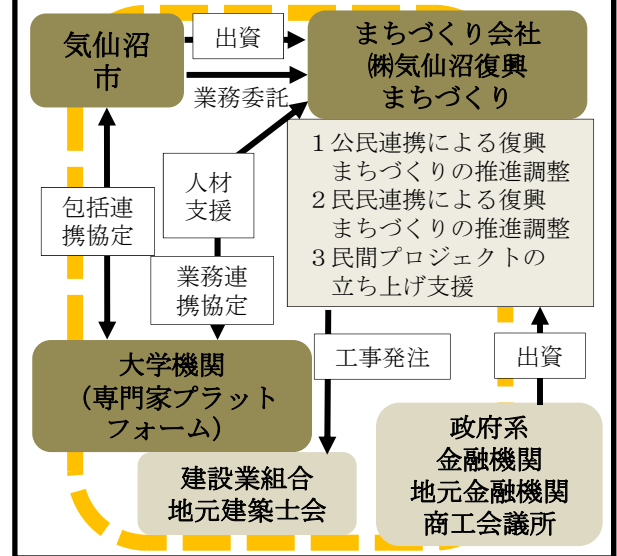 気仙沼
市
出資
業務委託
まちづくり会社
㈱気仙沼復興
まちづくり
1公民連携による復興
まちづくりの推進調整
2民民連携による復興
まちづくりの推進調整
3民間プロジェクトの
立ち上げ支援
人材
支援
包括連
携協定
業務連
携協定
大学機関
（専門家プラット
フォーム）
工事発注
出資
建設業組合
地元建築士会
政府系
金融機関
地元金融機関
商工会議所